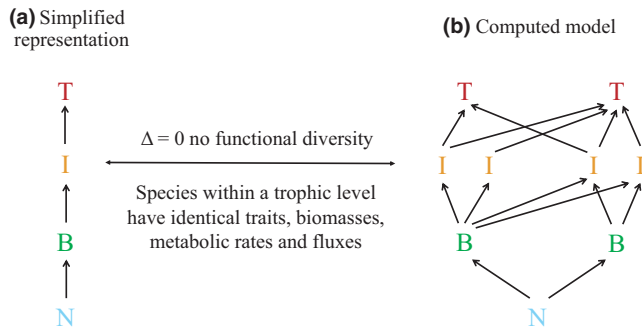 (a) Simplified
representation
(b) Computed model
T
T
T
Δ = 0 no functional diversity
I
I
I
I
I
Species within a trophic level
have identical traits, biomasses,
metabolic rates and fluxes
B
B
B
N
N